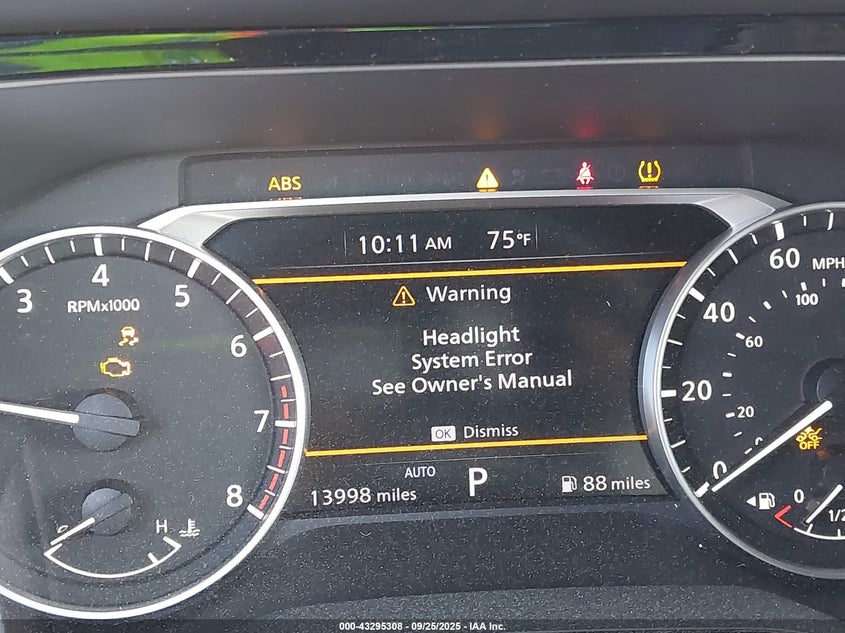 ABS
10:11 AM 75°F
Warning
Headlight
System Error
See Owner's Manual
OK Dismiss
AUTO
13998 miles P 88 miles
3 4 5 6 7 8
RPMx1000
H
0 20 40 60
MPH
20 60 100
OFF
0 1/2
000-43295308 - 09/25/2025 - IAA Inc.